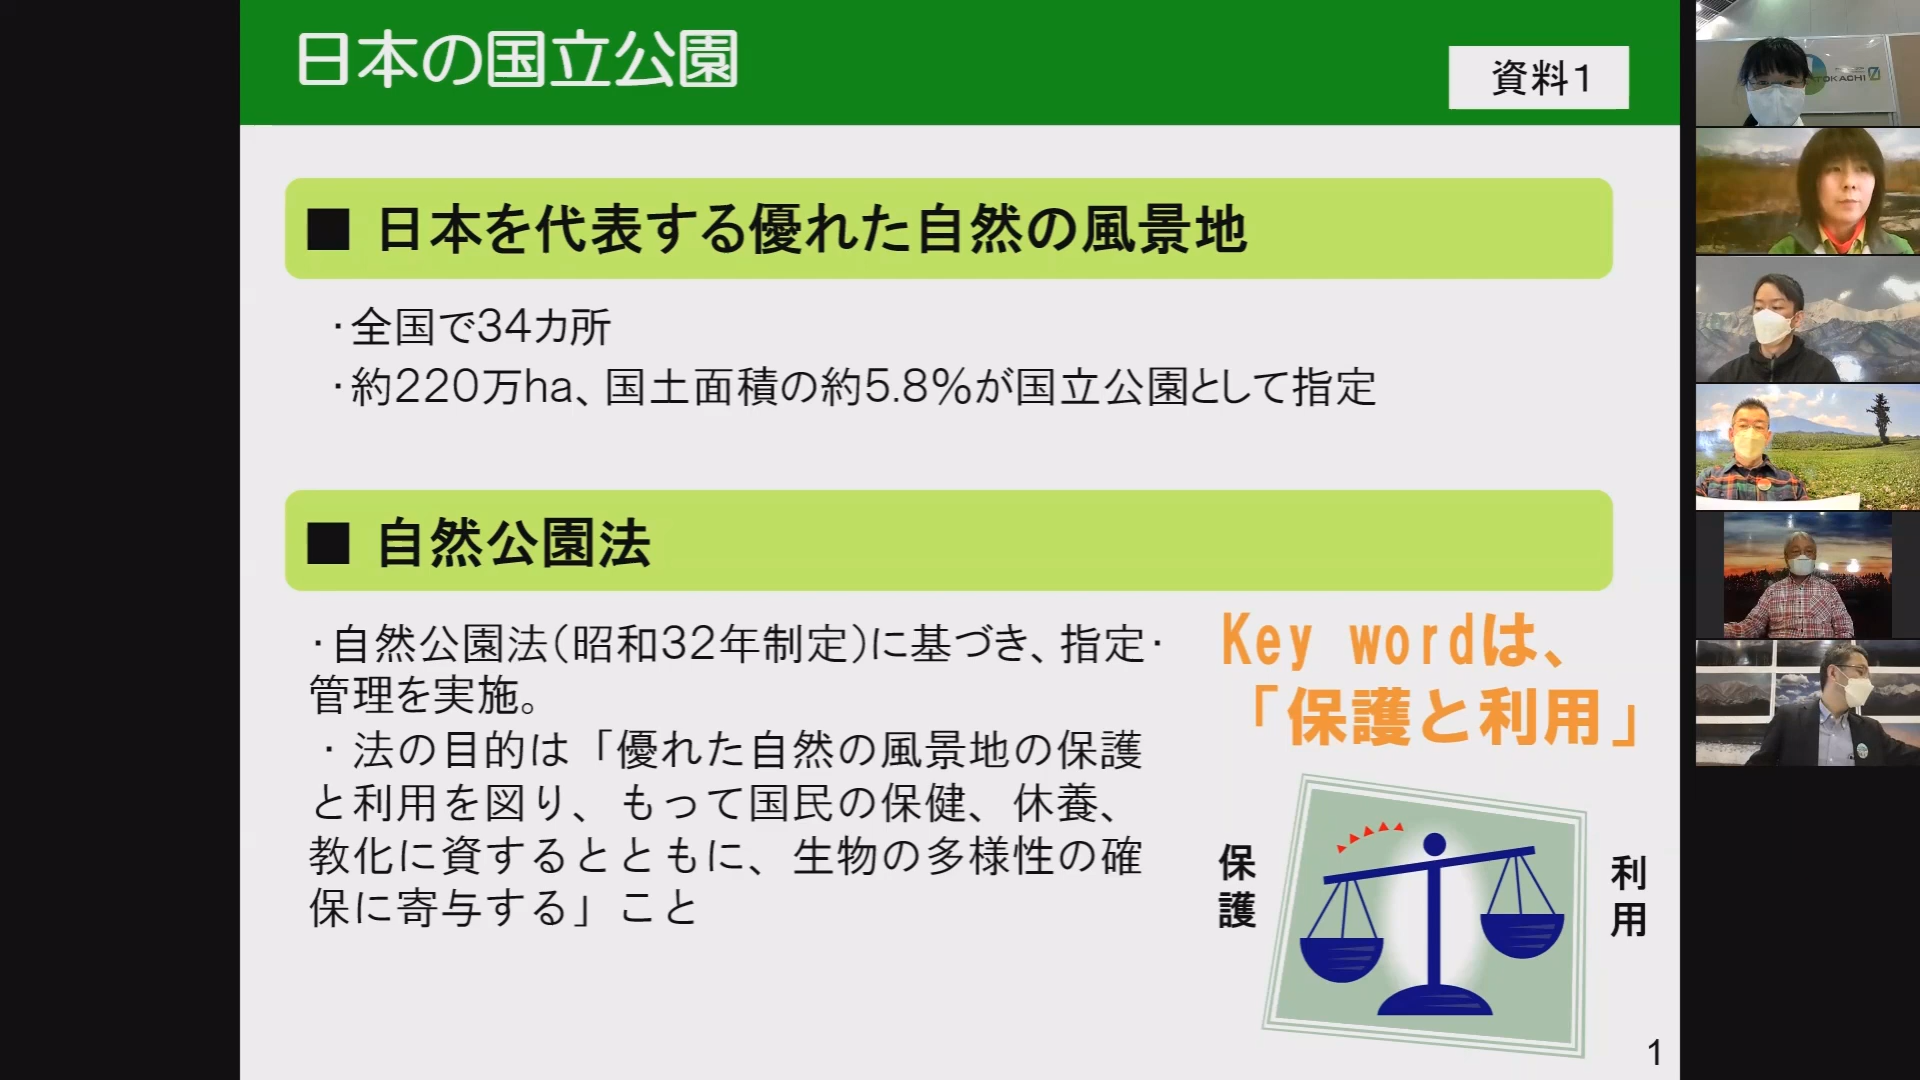 日本の国立公園
資料1
■ 日本を代表する優れた自然の風景地
・全国で34カ所
・約220万ha、国土面積の約5.8%が国立公園として指定
■ 自然公園法
・自然公園法(昭和32年制定)に基づき、指定・
管理を実施。
・法の目的は「優れた自然の風景地の保護
と利用を図り、もって国民の保健、休養、
教化に資するとともに、生物の多様性の確
保に寄与する」こと
Key wordは、
「保護と利用」
保護
利用
1
TOKACHI